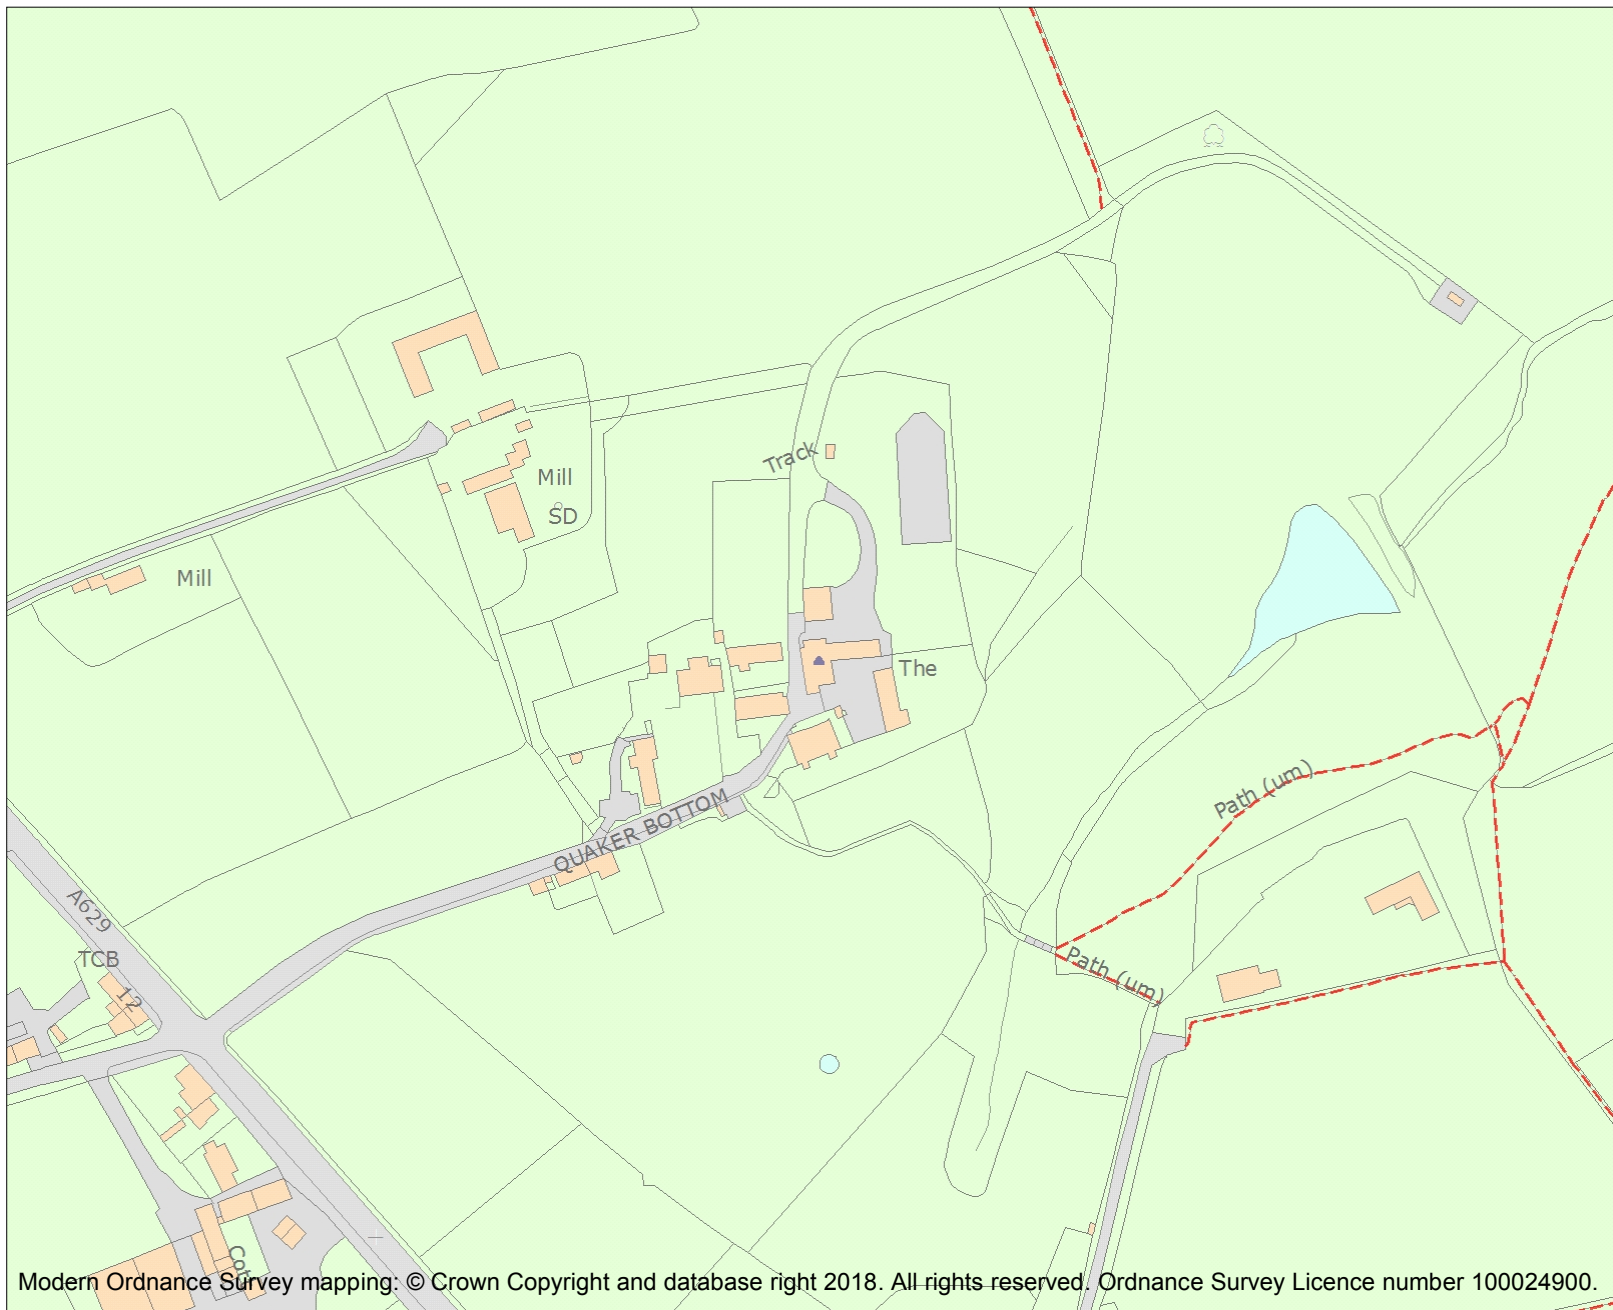 Track
Mill
SD
Mill
The
Path (um)
QUAKER BOTTOM
A629
TCB
12
Path (um)
Cott
Modern Ordnance Survey mapping: © Crown Copyright and database right 2018. All rights reserved. Ordnance Survey Licence number 100024900.